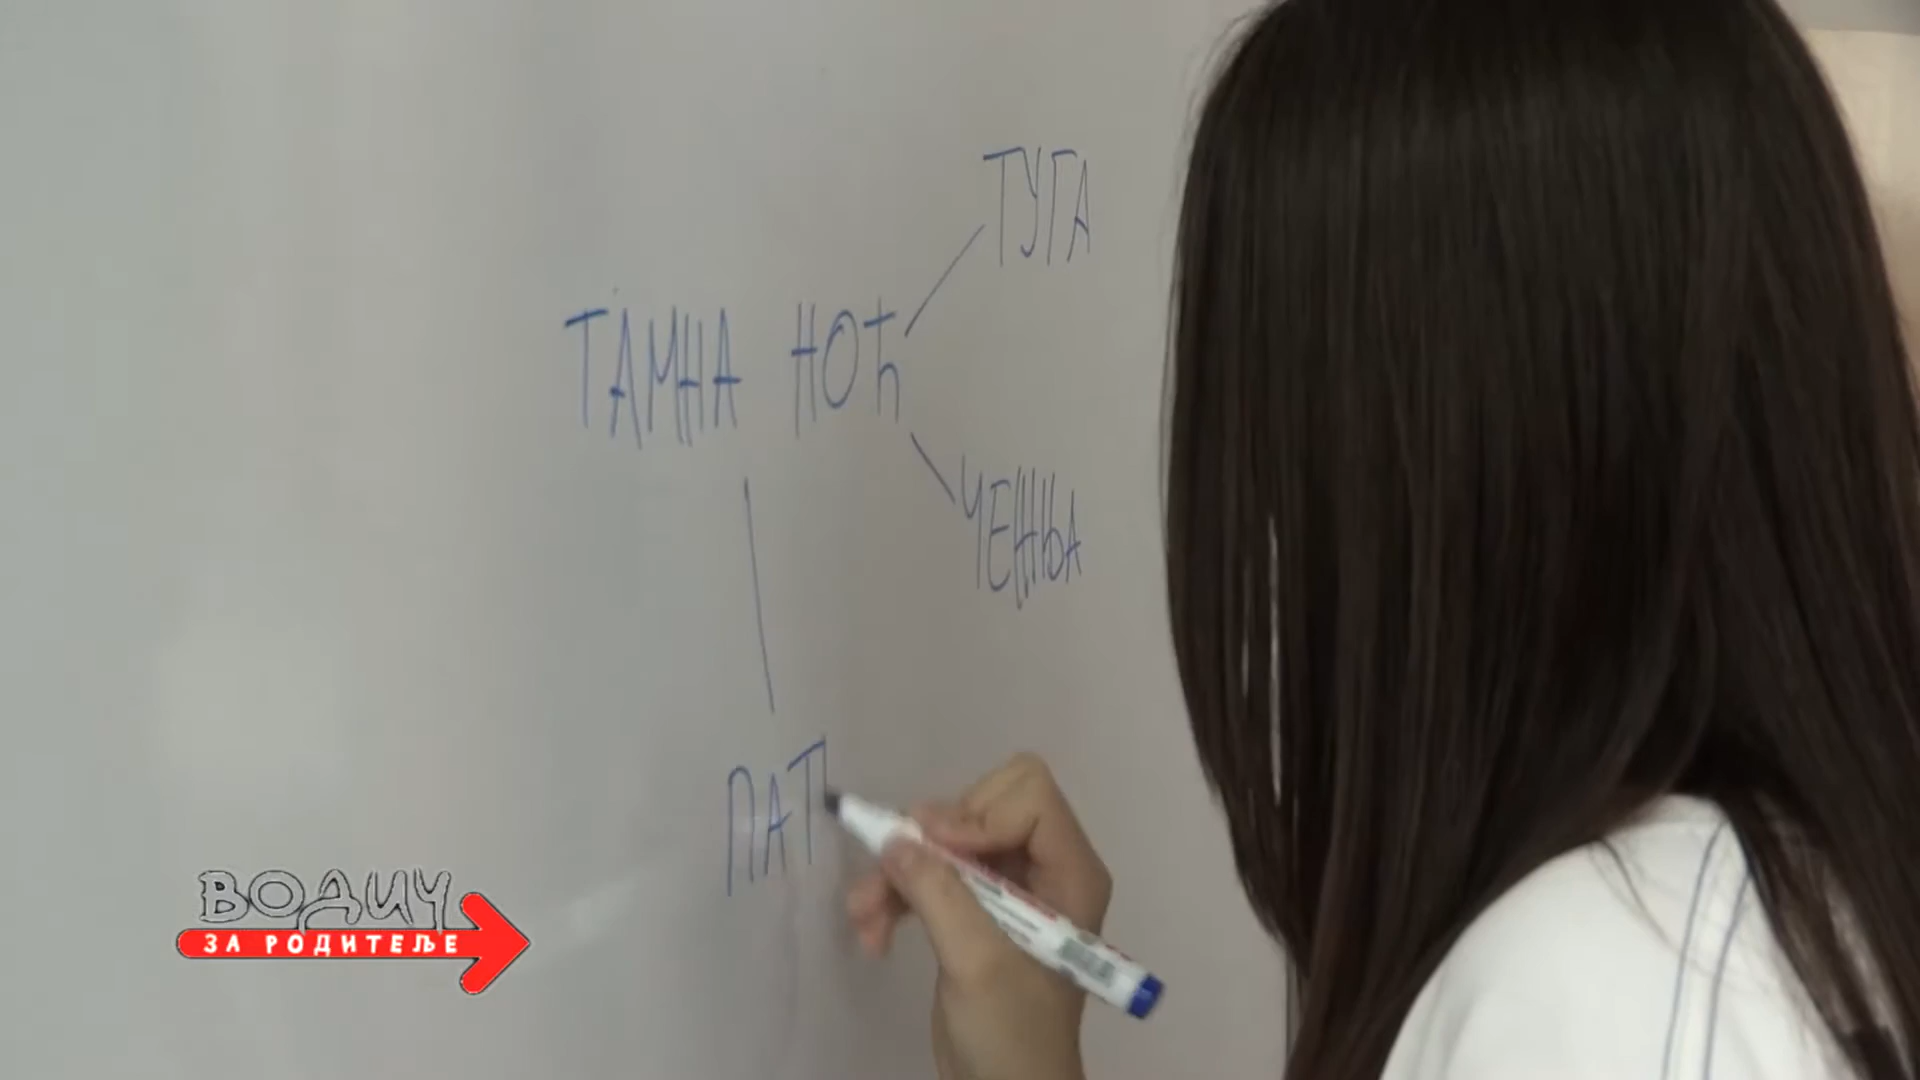 ТУГА
ТАМНА НОЋ
ЧЕЖЊА
ПАТ
ВОДИЧ
ЗА РОДИТЕЉЕ